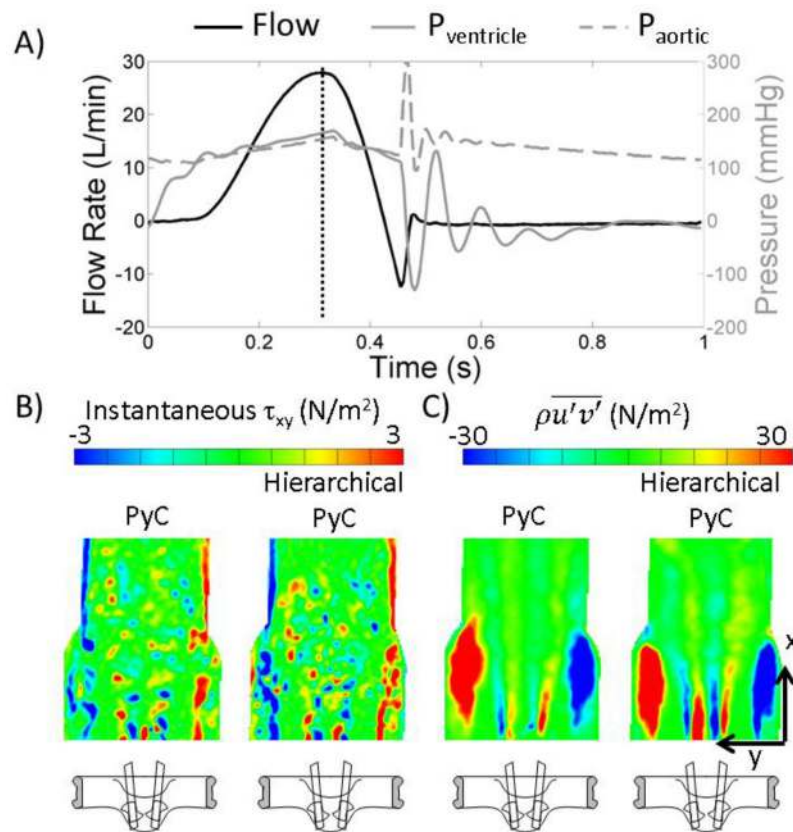 A)
Flow P_ventricle P_aortic
Flow Rate (L/min)
30
20
10
0
-10
-20
300
200
100
0
-100
-200
Pressure (mmHg)
0 0.2 0.4 0.6 0.8 1
Time (s)
B) Instantaneous τ_xy (N/m²)
-3 3
PyC
Hierarchical
PyC
C) ρu'v' (N/m²)
-30 30
PyC
Hierarchical
PyC
x
y